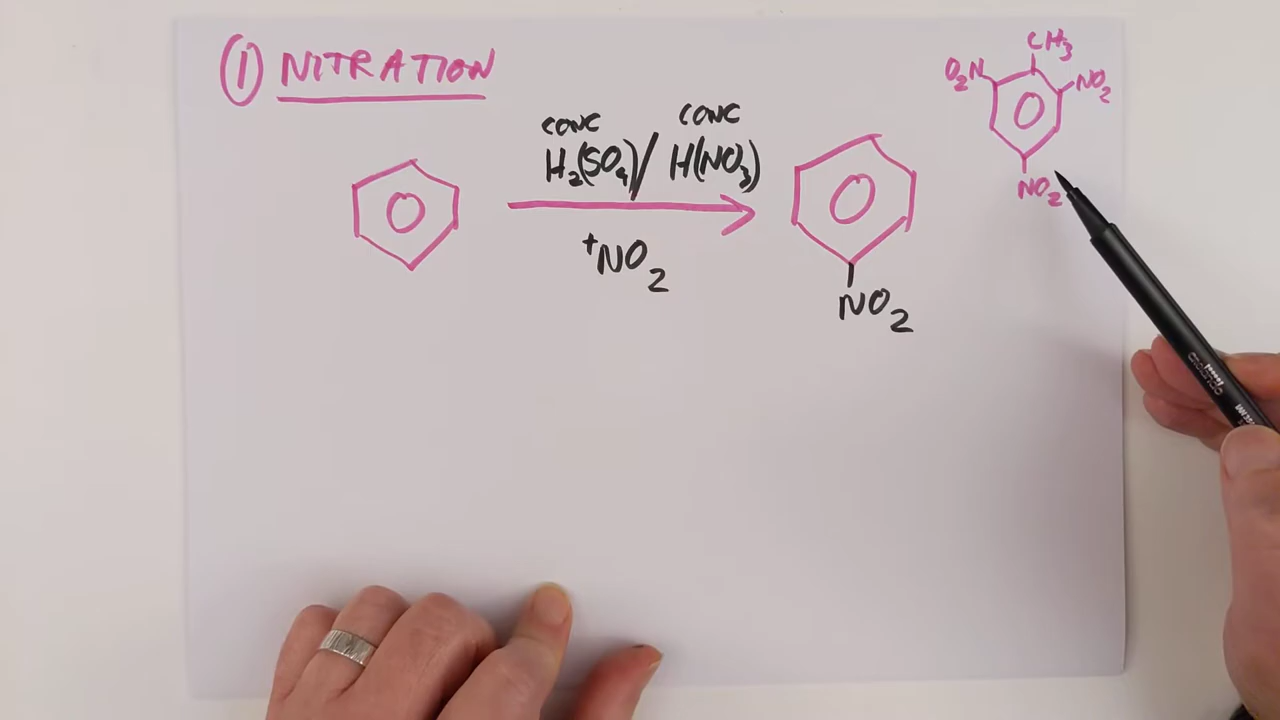 ① NITRATION
CONC CONC
H₂(SO₄)/ H(NO₃)
⁺NO₂
NO₂
CH₃
O₂N NO₂
NO₂